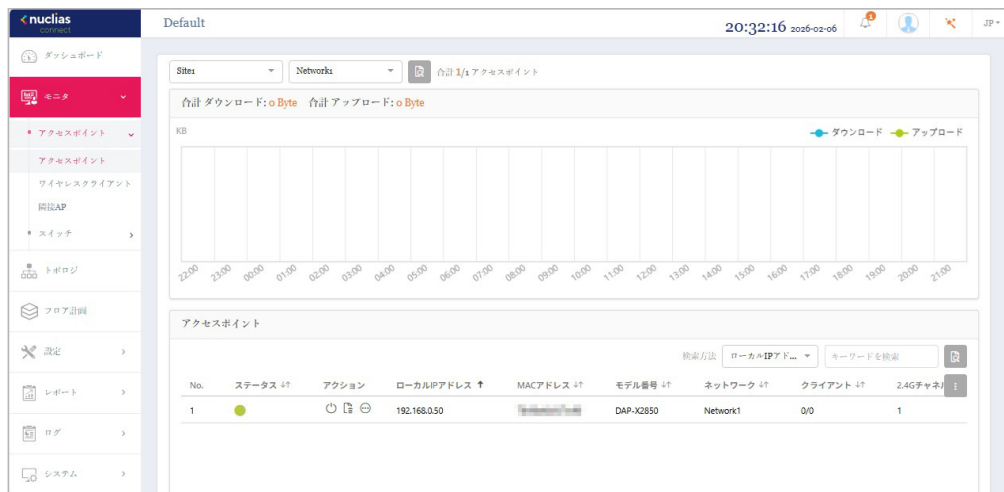 nuclias
connect
Default
20:32:16 2026-02-06
1
JP
ダッシュボード
モニタ
アクセスポイント
アクセスポイント
ワイヤレスクライアント
隣接AP
スイッチ
トポロジ
フロア計画
設定
レポート
ログ
システム
Site1
Network1
合計 1/1 アクセスポイント
合計 ダウンロード: 0 Byte 合計 アップロード: 0 Byte
KB
ダウンロード アップロード
22:00 23:00 00:00 01:00 02:00 03:00 04:00 05:00 06:00 07:00 08:00 09:00 10:00 11:00 12:00 13:00 14:00 15:00 16:00 17:00 18:00 19:00 20:00 21:00
アクセスポイント
検索方法 ローカルIPアド... キーワードを検索
No. ステータス アクション ローカルIPアドレス MACアドレス モデル番号 ネットワーク クライアント 2.4Gチャネル
1 192.168.0.50 DAP-X2850 Network1 0/0 1